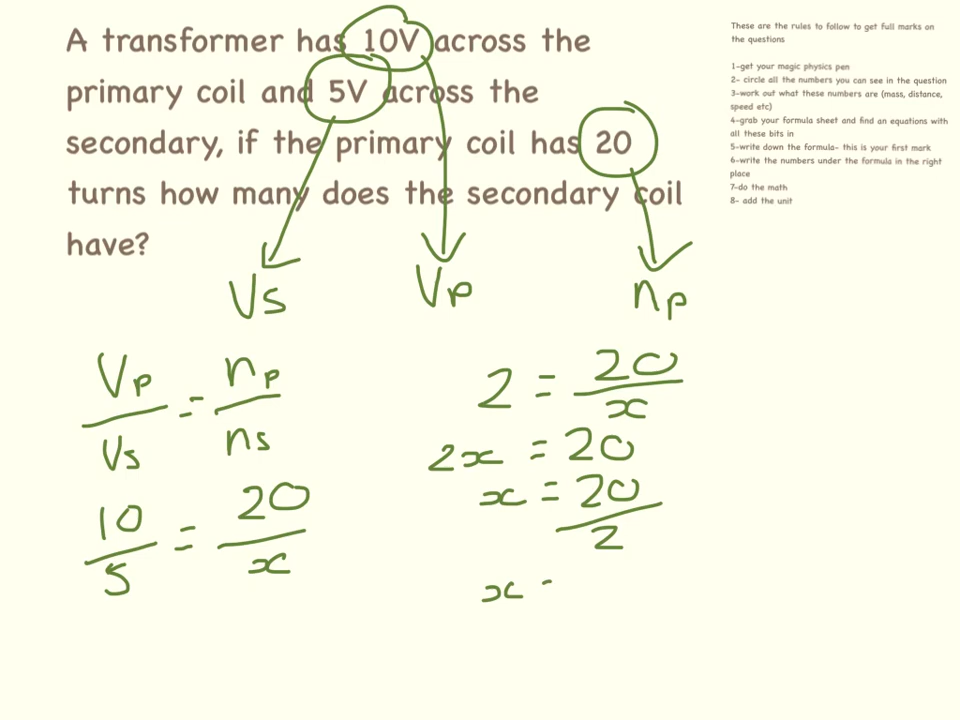 A transformer has 10V across the
primary coil and 5V across the
secondary, if the primary coil has 20
turns how many does the secondary coil
have?
These are the rules to follow to get full marks on
the questions
1-get your magic physics pen
2- circle all the numbers you can see in the question
3-work out what these numbers are (mass, distance,
speed etc)
4-grab your formula sheet and find an equations with
all these bits in
5-write down the formula- this is your first mark
6-write the numbers under the formula in the right
place
7-do the math
8- add the unit
Vs Vp np
Vp/Vs = np/ns
10/5 = 20/x
2 = 20/x
2x = 20
x = 20/2
x =